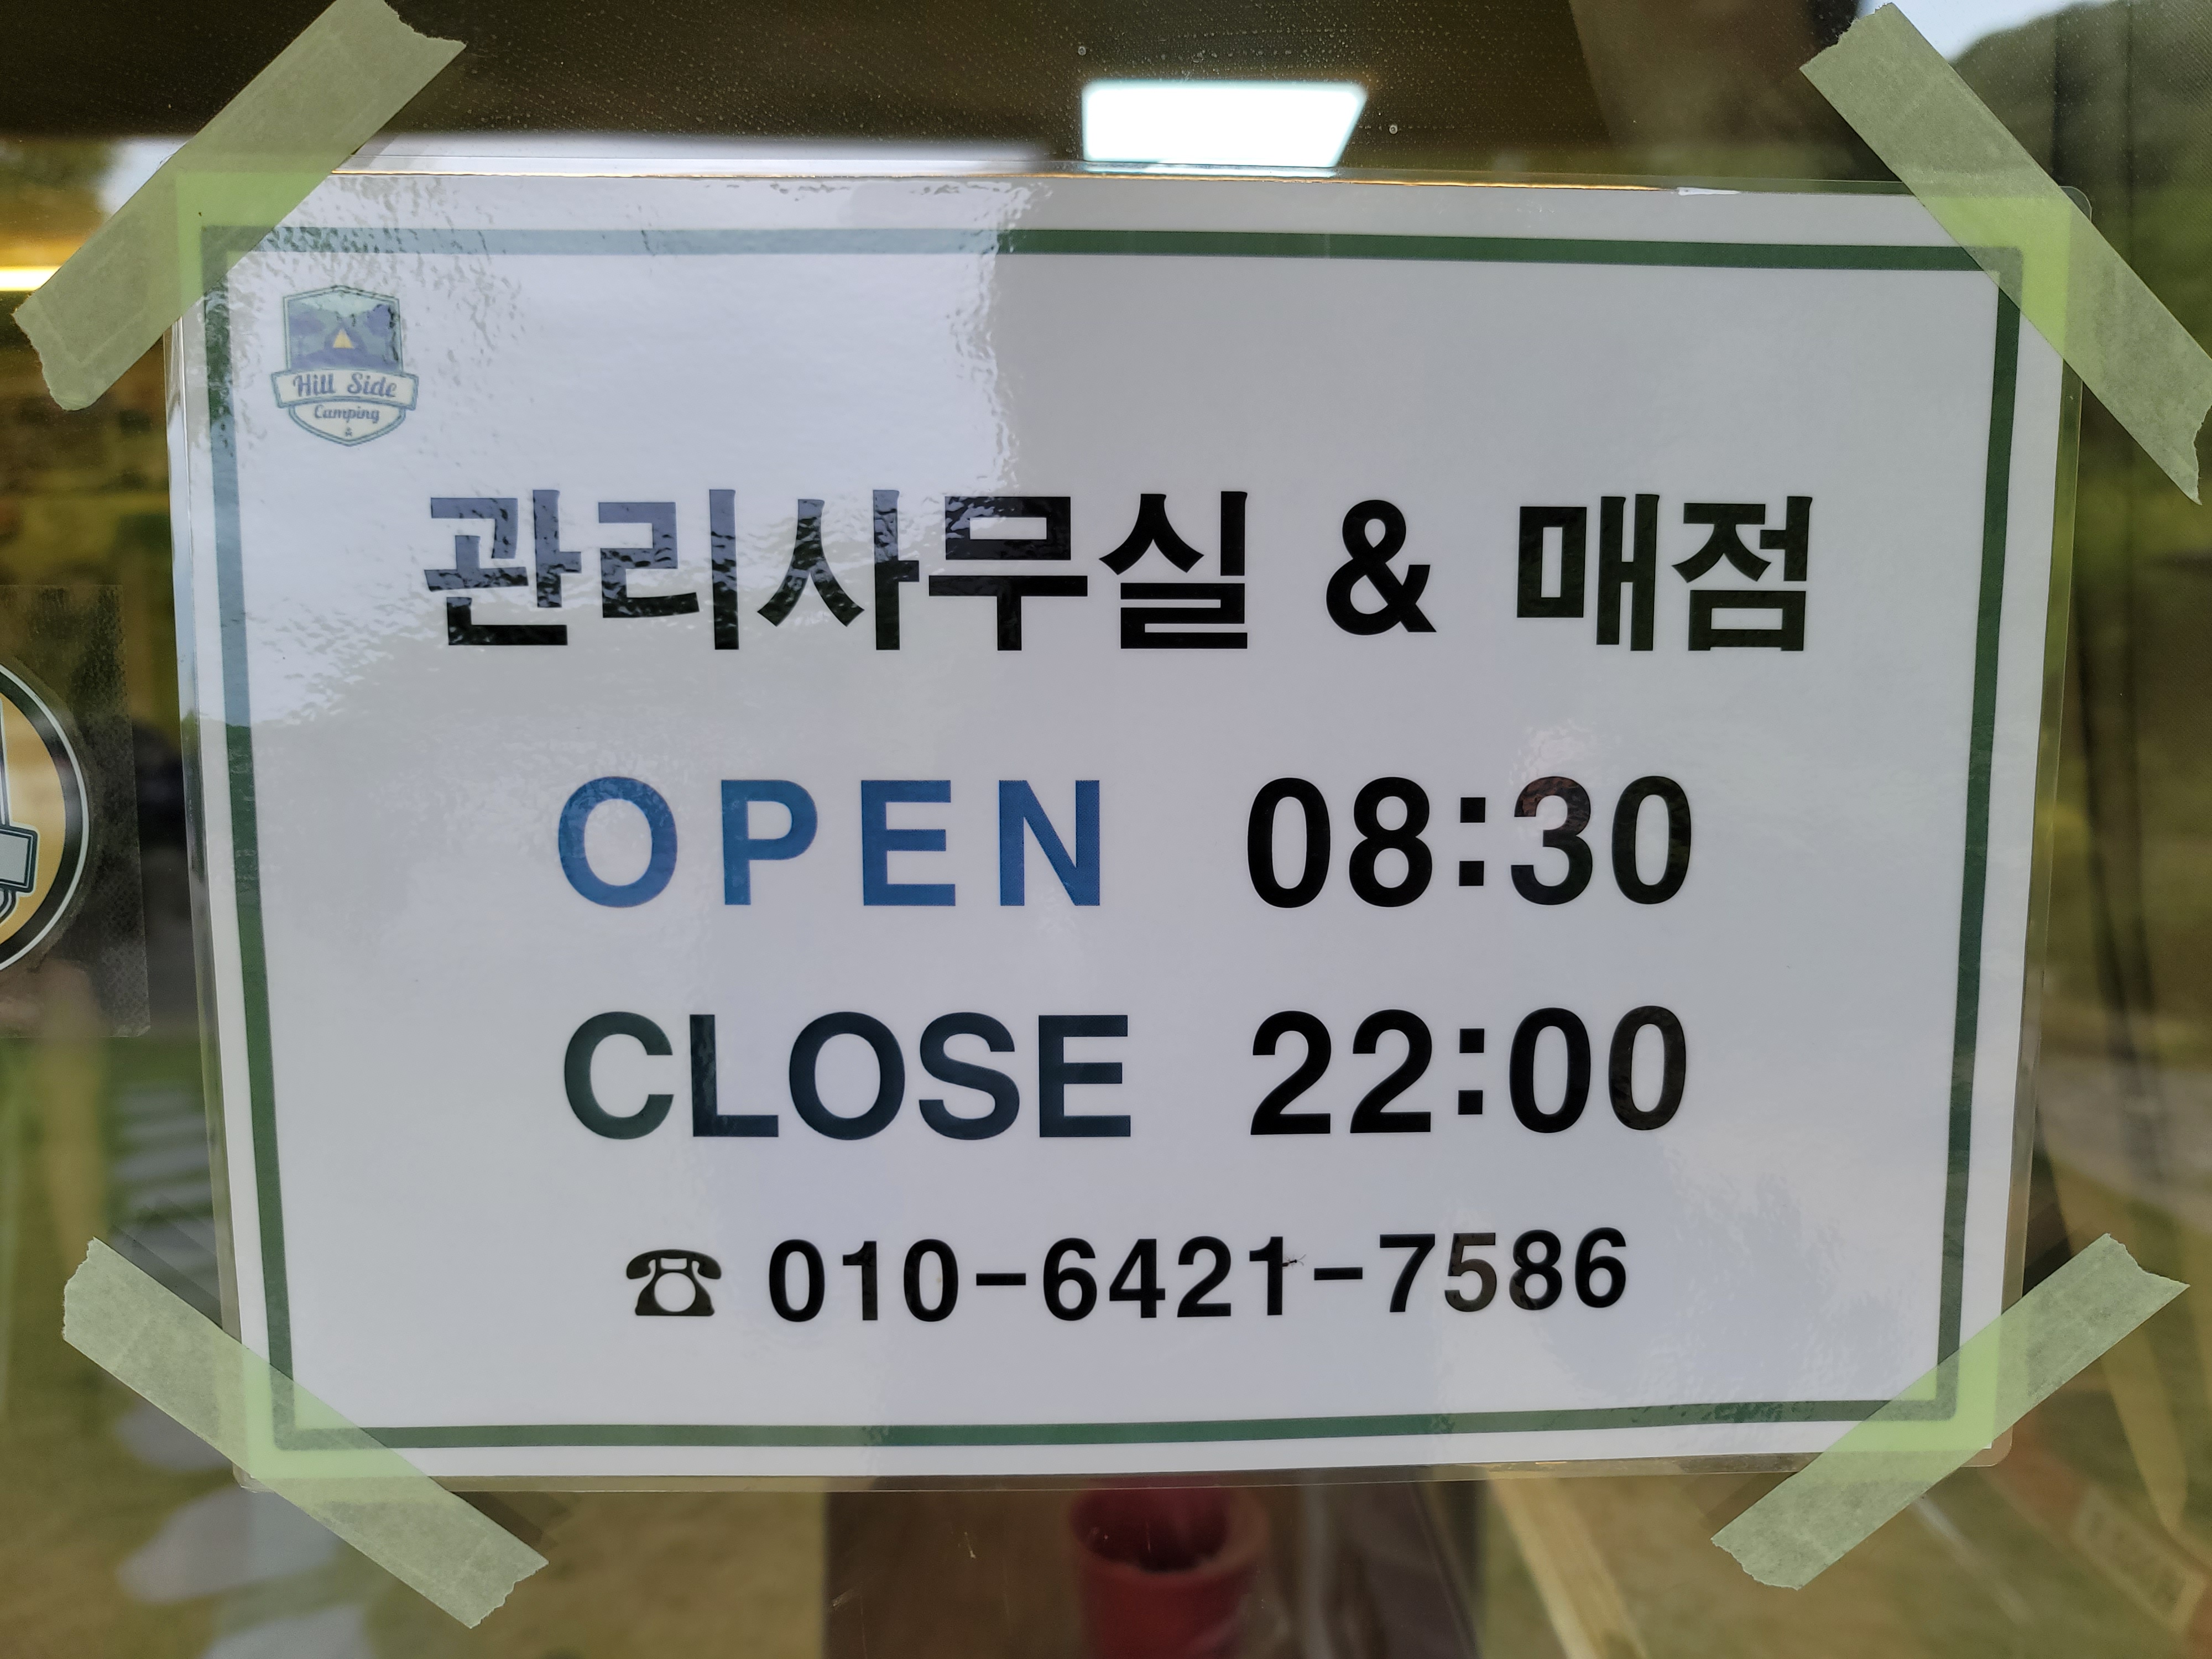 Hill Side
Camping
관리사무실 & 매점
OPEN 08:30
CLOSE 22:00
☎ 010-6421-7586